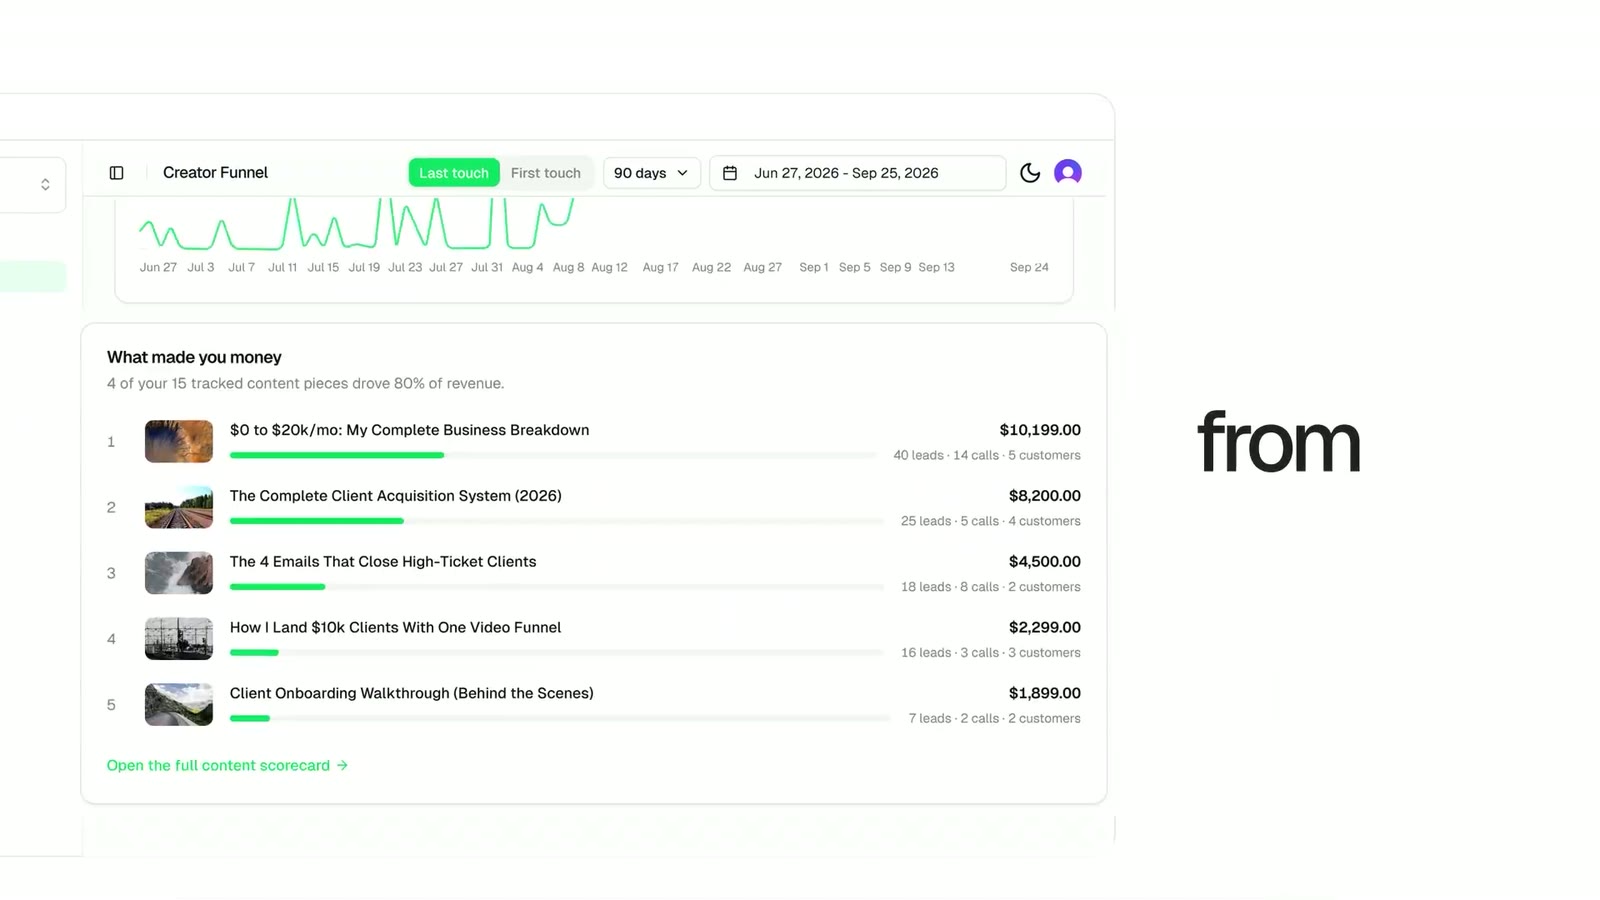 Creator Funnel
Last touch
First touch
90 days
Jun 27, 2026 - Sep 25, 2026
Jun 27 Jul 3 Jul 7 Jul 11 Jul 15 Jul 19 Jul 23 Jul 27 Jul 31 Aug 4 Aug 8 Aug 12 Aug 17 Aug 22 Aug 27 Sep 1 Sep 5 Sep 9 Sep 13 Sep 24
What made you money
4 of your 15 tracked content pieces drove 80% of revenue.
1
$0 to $20k/mo: My Complete Business Breakdown
$10,199.00
40 leads · 14 calls · 5 customers
2
The Complete Client Acquisition System (2026)
$8,200.00
25 leads · 5 calls · 4 customers
3
The 4 Emails That Close High-Ticket Clients
$4,500.00
18 leads · 8 calls · 2 customers
4
How I Land $10k Clients With One Video Funnel
$2,299.00
16 leads · 3 calls · 3 customers
5
Client Onboarding Walkthrough (Behind the Scenes)
$1,899.00
7 leads · 2 calls · 2 customers
Open the full content scorecard →
from